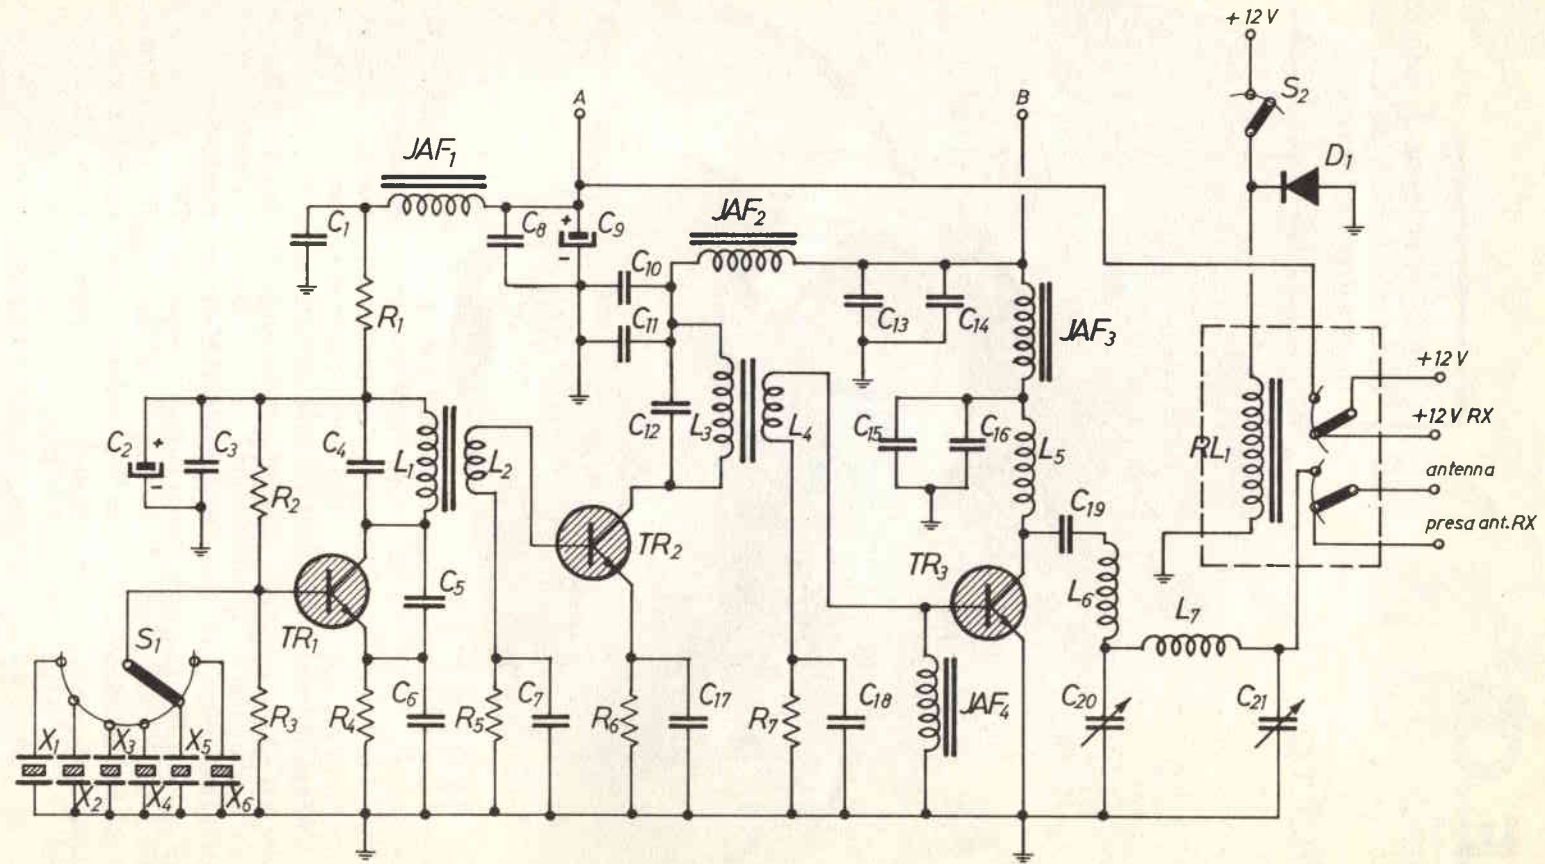 +12V
S2
A
B
JAF1
D1
C1
C8
+
C9
-
JAF2
C10
R1
C11
C13
C14
JAF3
+12V
C2
+
-
C3
R2
C4
L1
L2
C12
L3
L4
C15
C16
L5
RL1
+12V RX
antenna
presa ant. RX
C19
TR2
TR3
C5
L6
L7
S1
TR1
R3
R4
C6
R5
C7
R6
C17
R7
C18
JAF4
C20
C21
X1
X3
X5
X2
X4
X6